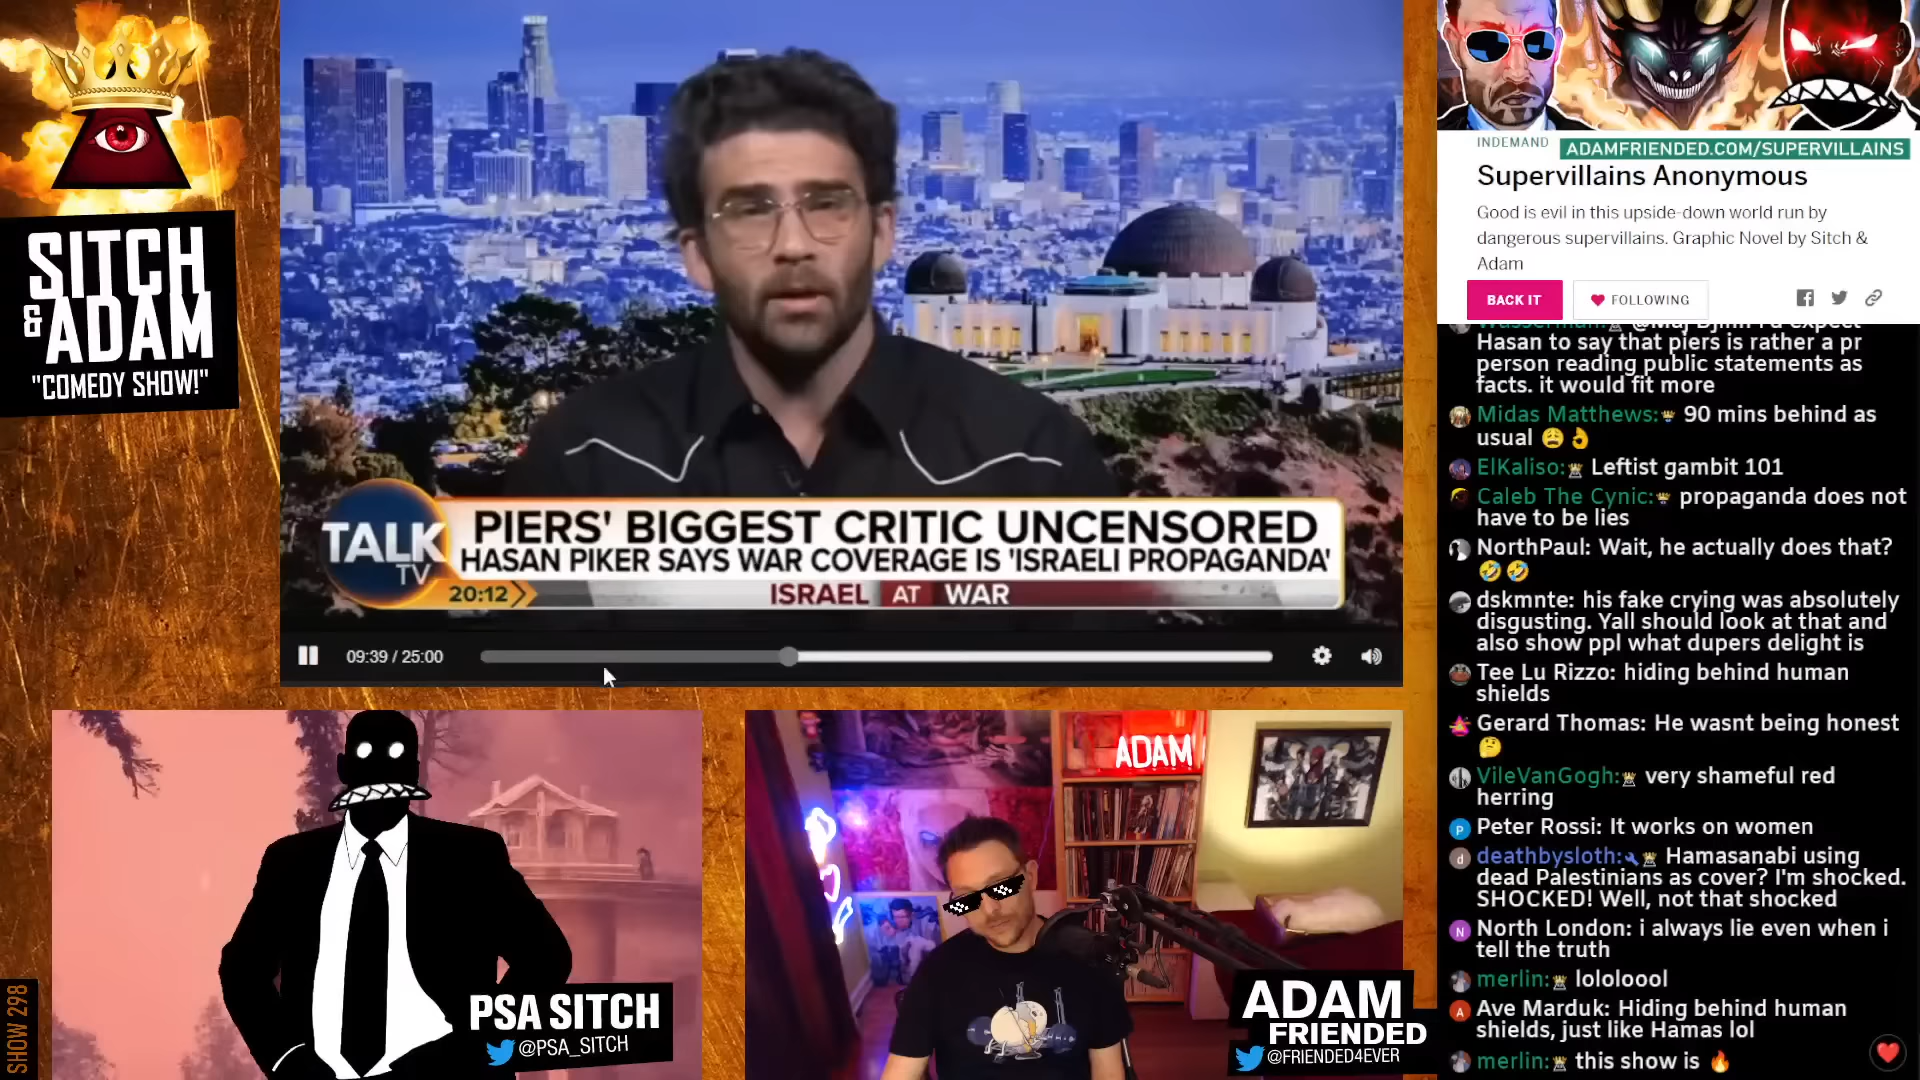 SITCH
& ADAM
"COMEDY SHOW!"
SHOW 298
TALK
TV
PIERS' BIGGEST CRITIC UNCENSORED
HASAN PIKER SAYS WAR COVERAGE IS 'ISRAELI PROPAGANDA'
20:12
ISRAEL AT WAR
09:39 / 25:00
PSA SITCH
@PSA_SITCH
ADAM
ADAM
FRIENDED
@FRIENDED4EVER
INDEMAND
ADAMFRIENDED.COM/SUPERVILLAINS
Supervillains Anonymous
Good is evil in this upside-down world run by
dangerous supervillains. Graphic Novel by Sitch &
Adam
BACK IT
FOLLOWING
Hasan to say that piers is rather a pr
person reading public statements as
facts. it would fit more
Midas Matthews: 90 mins behind as
usual 😩👌
ElKaliso: Leftist gambit 101
Caleb The Cynic: propaganda does not
have to be lies
NorthPaul: Wait, he actually does that?
🤣🤣
dskmnte: his fake crying was absolutely
disgusting. Yall should look at that and
also show ppl what dupers delight is
Tee Lu Rizzo: hiding behind human
shields
Gerard Thomas: He wasnt being honest
🤔
VileVanGogh: very shameful red
herring
Peter Rossi: It works on women
deathbysloth: Hamasanabi using
dead Palestinians as cover? I'm shocked.
SHOCKED! Well, not that shocked
North London: i always lie even when i
tell the truth
merlin: lololoool
Ave Marduk: Hiding behind human
shields, just like Hamas lol
merlin: this show is 🔥